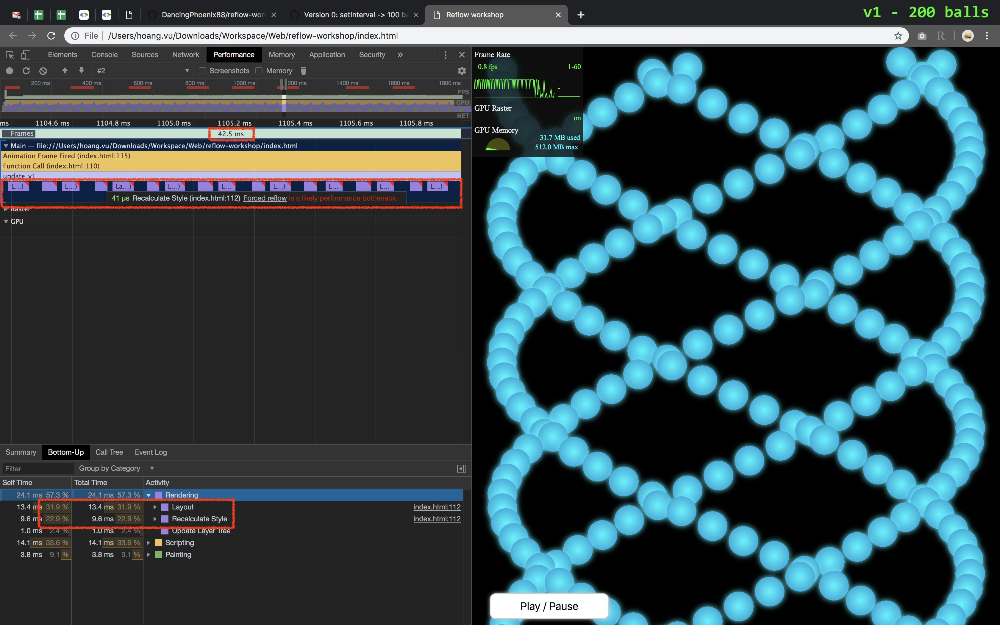 DancingPhoenix88/reflow-wor
Version 0: setInterval -> 100 ba
Reflow workshop
v1 - 200 balls
File
/Users/hoang.vu/Downloads/Workspace/Web/reflow-workshop/index.html
R
Elements Console Sources Network Performance Memory Application Security »
#2 Screenshots Memory
200 ms 400 ms 600 ms 800 ms 1000 ms 200 ms 1400 ms 1600 ms 1800 ms
FPS
CPU
NET
ms 1104.6 ms 1104.8 ms 1105.0 ms 1105.2 ms 1105.4 ms 1105.6 ms 1105.8 ms
Frames 42.5 ms
Main — file:///Users/hoang.vu/Downloads/Workspace/Web/reflow-workshop/index.html
Animation Frame Fired (index.html:115)
Function Call (index.html:110)
update_v1
L...) L...) La...) L...) L... L...) L... L... L...)
41 µs Recalculate Style (index.html:112) Forced reflow is a likely performance bottleneck.
Raster
GPU
Summary Bottom-Up Call Tree Event Log
Filter Group by Category
Self Time Total Time Activity
24.1 ms 57.3 % 24.1 ms 57.3 % Rendering
13.4 ms 31.9 % 13.4 ms 31.9 % Layout index.html:112
9.6 ms 22.9 % 9.6 ms 22.9 % Recalculate Style index.html:112
1.0 ms 2.4 % 1.0 ms 2.4 % Update Layer Tree
14.1 ms 33.6 % 14.1 ms 33.6 % Scripting
3.8 ms 9.1 % 3.8 ms 9.1 % Painting
Frame Rate
0.8 fps 1-60
GPU Raster
on
GPU Memory
31.7 MB used
512.0 MB max
Play / Pause